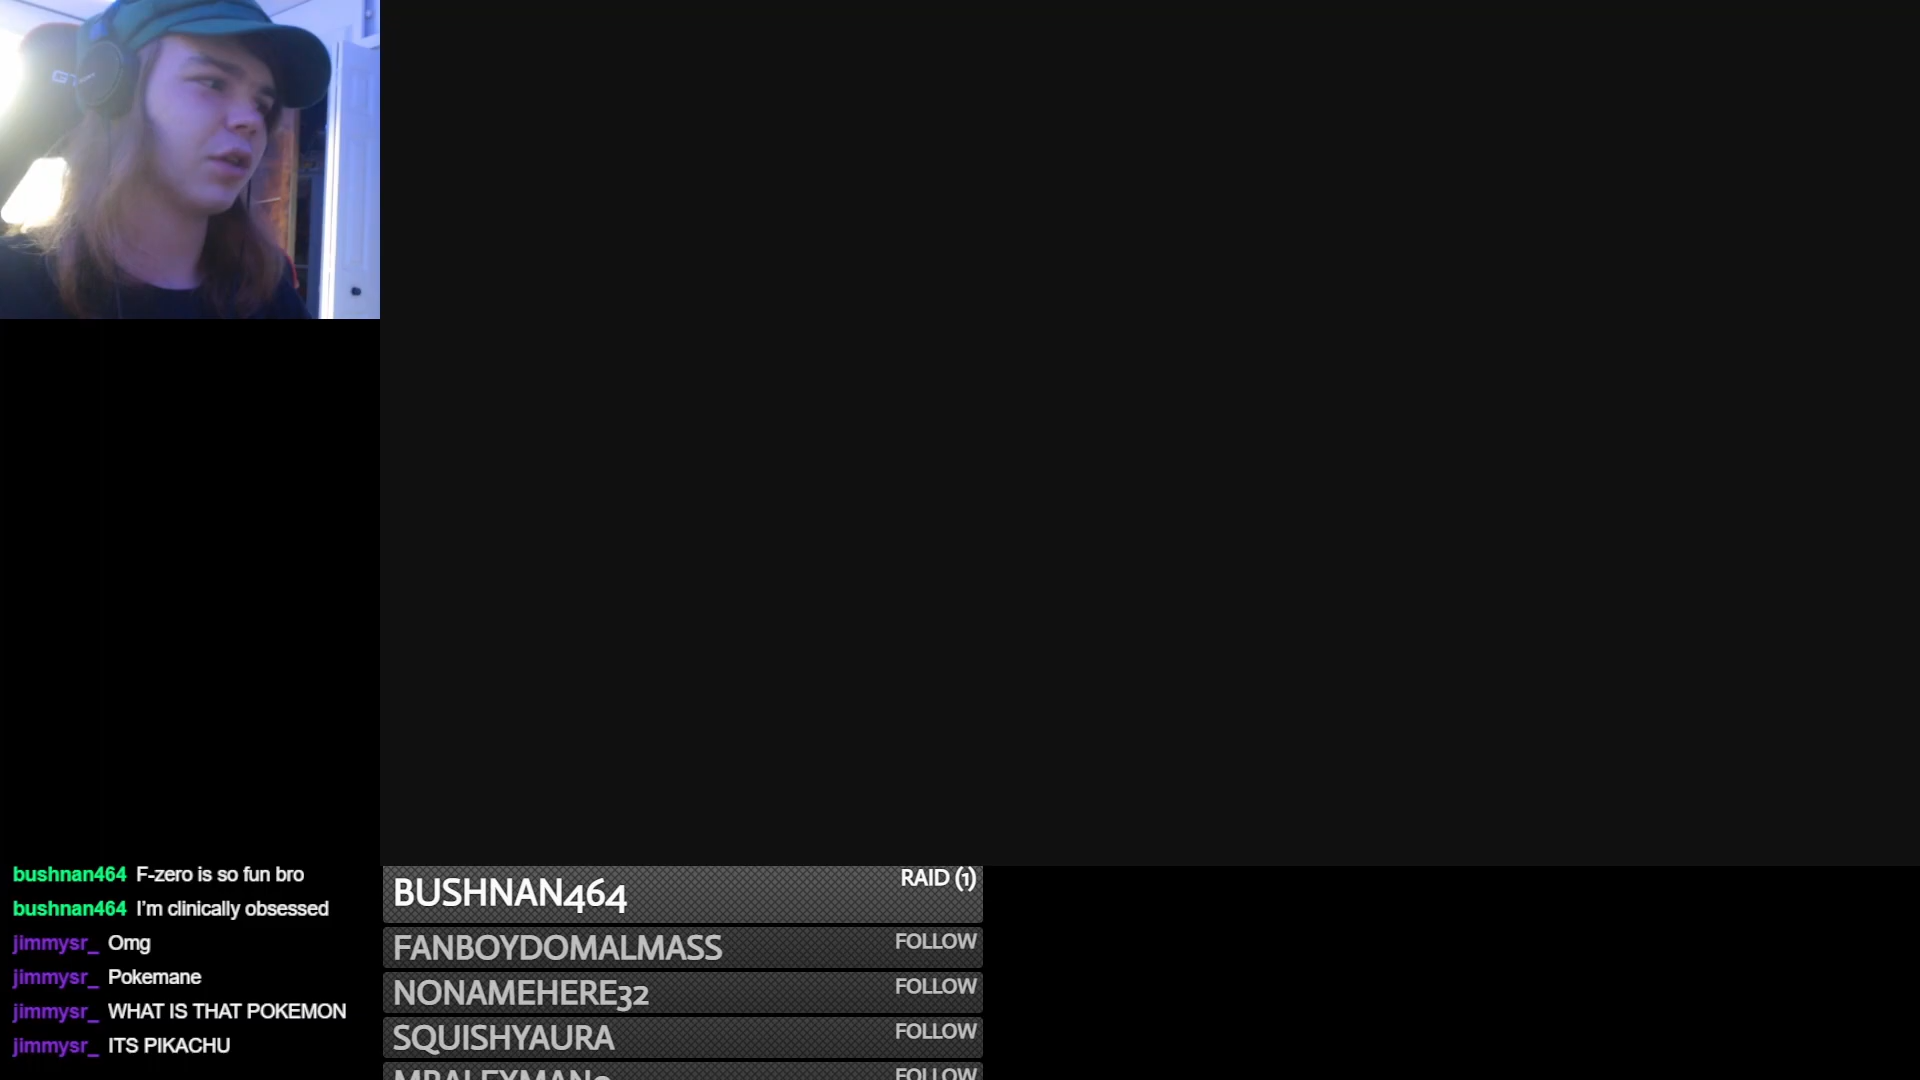 GT
bushnan464 F-zero is so fun bro
bushnan464 I'm clinically obsessed
jimmysr_ Omg
jimmysr_ Pokemane
jimmysr_ WHAT IS THAT POKEMON
jimmysr_ ITS PIKACHU
BUSHNAN464 RAID (1)
FANBOYDOMALMASS FOLLOW
NONAMEHERE32 FOLLOW
SQUISHYAURA FOLLOW
FOLLOW